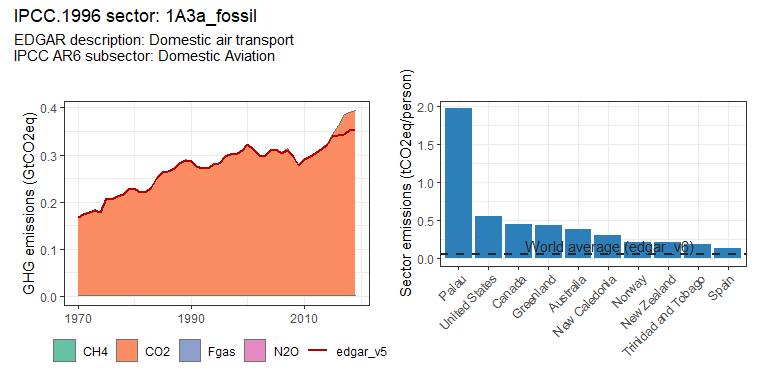 IPCC.1996 sector: 1A3a_fossil
EDGAR description: Domestic air transport
IPCC AR6 subsector: Domestic Aviation
GHG emissions (GtCO2eq)
0.4
0.3
0.2
0.1
0.0
1970
1990
2010
CH4
CO2
Fgas
N2O
edgar_v5
Sector emissions (tCO2eq/person)
2.0
1.5
1.0
0.5
0.0
World average (edgar_v6)
Palau
United States
Canada
Greenland
Australia
New Caledonia
Norway
New Zealand
Trinidad and Tobago
Spain